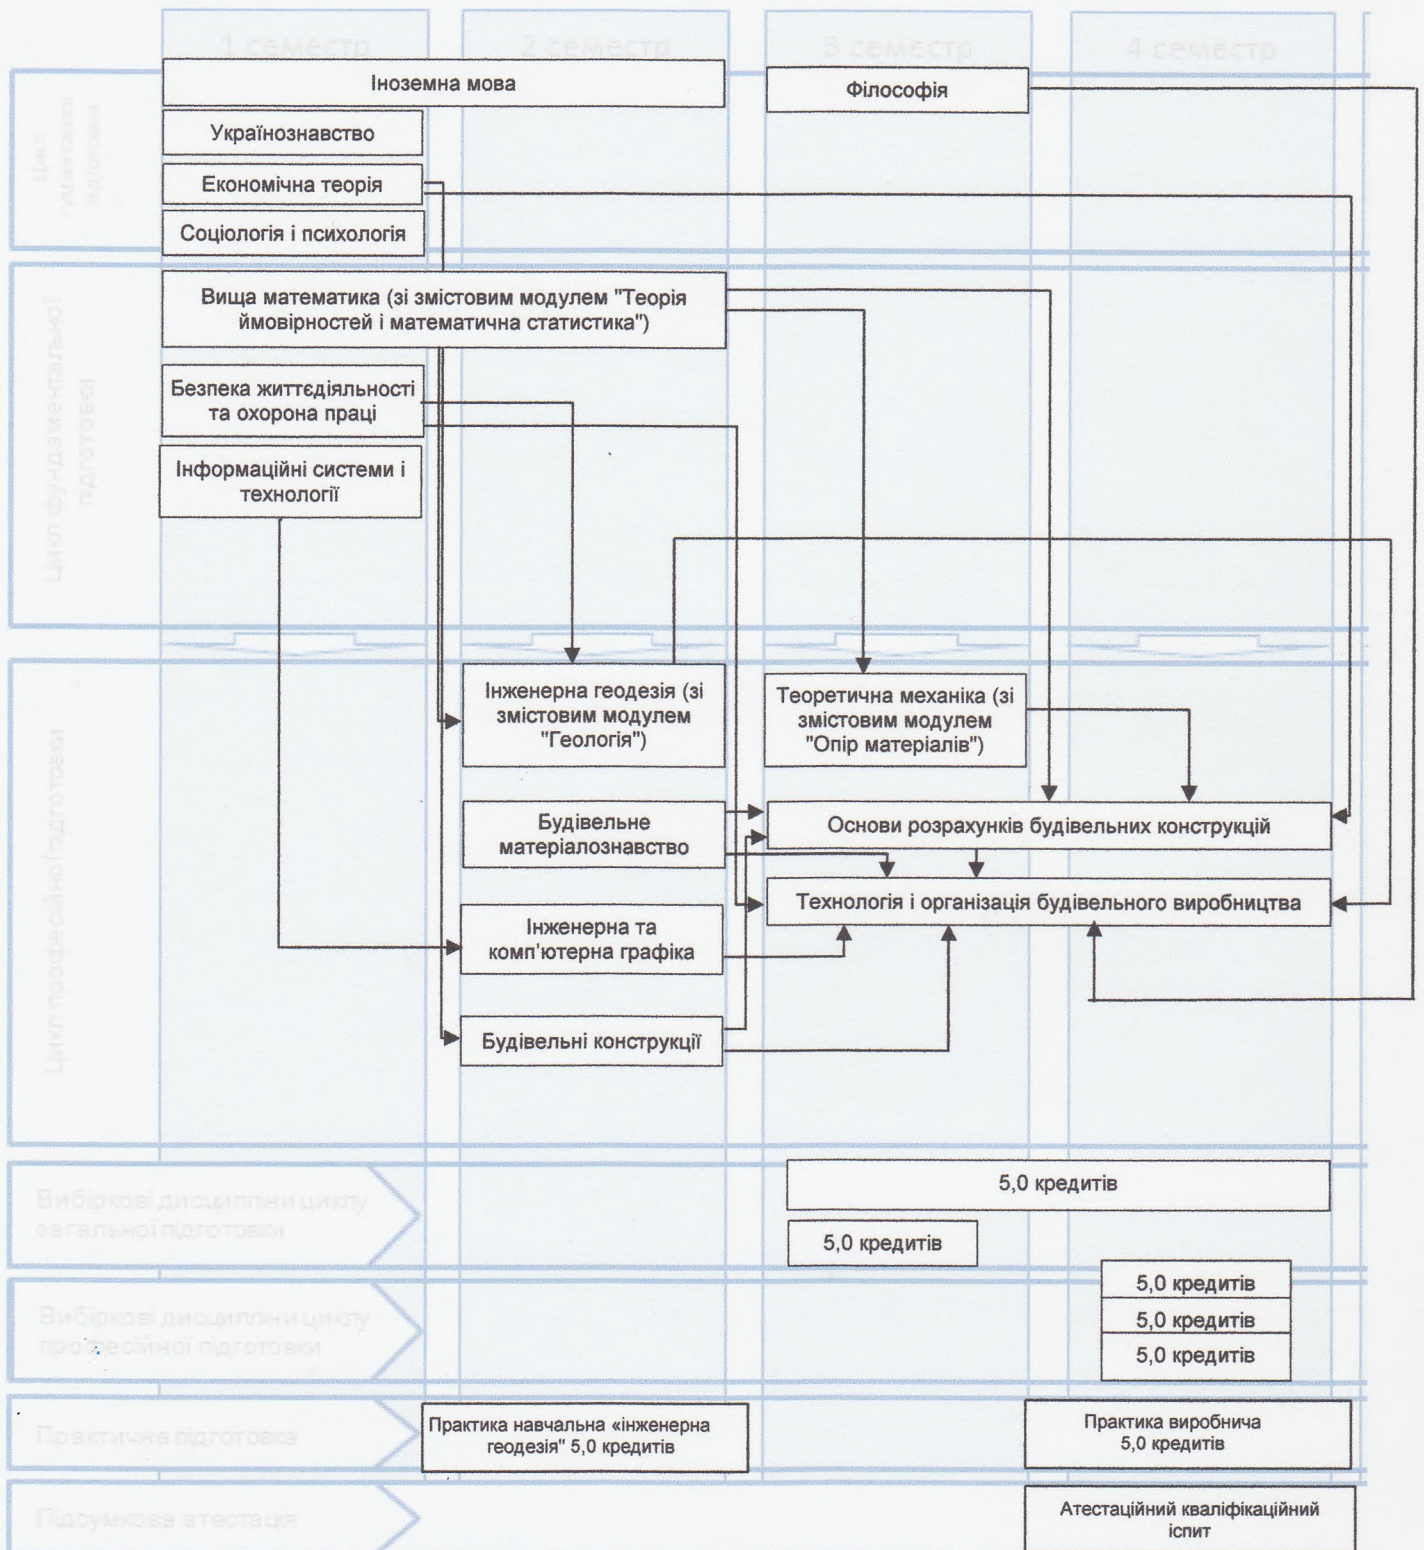 1 семестр
2 семестр
3 семестр
4 семестр
Цикл
гуманітарної
підготовки
Іноземна мова
Філософія
Українознавство
Економічна теорія
Соціологія і психологія
Цикл фундаментальної
підготовки
Вища математика (зі змістовим модулем "Теорія
ймовірностей і математична статистика")
Безпека життєдіяльності
та охорона праці
Інформаційні системи і
технології
Цикл професійної підготовки
Інженерна геодезія (зі
змістовим модулем
"Геологія")
Теоретична механіка (зі
змістовим модулем
"Опір матеріалів")
Будівельне
матеріалознавство
Основи розрахунків будівельних конструкцій
Технологія і організація будівельного виробництва
Інженерна та
комп'ютерна графіка
Будівельні конструкції
Вибіркові дисципліни циклу
загальної підготовки
5,0 кредитів
5,0 кредитів
Вибіркові дисципліни циклу
професійної підготовки
5,0 кредитів
5,0 кредитів
5,0 кредитів
Практична підготовка
Практика навчальна «інженерна
геодезія" 5,0 кредитів
Практика виробнича
5,0 кредитів
Підсумкова атестація
Атестаційний кваліфікаційний
іспит